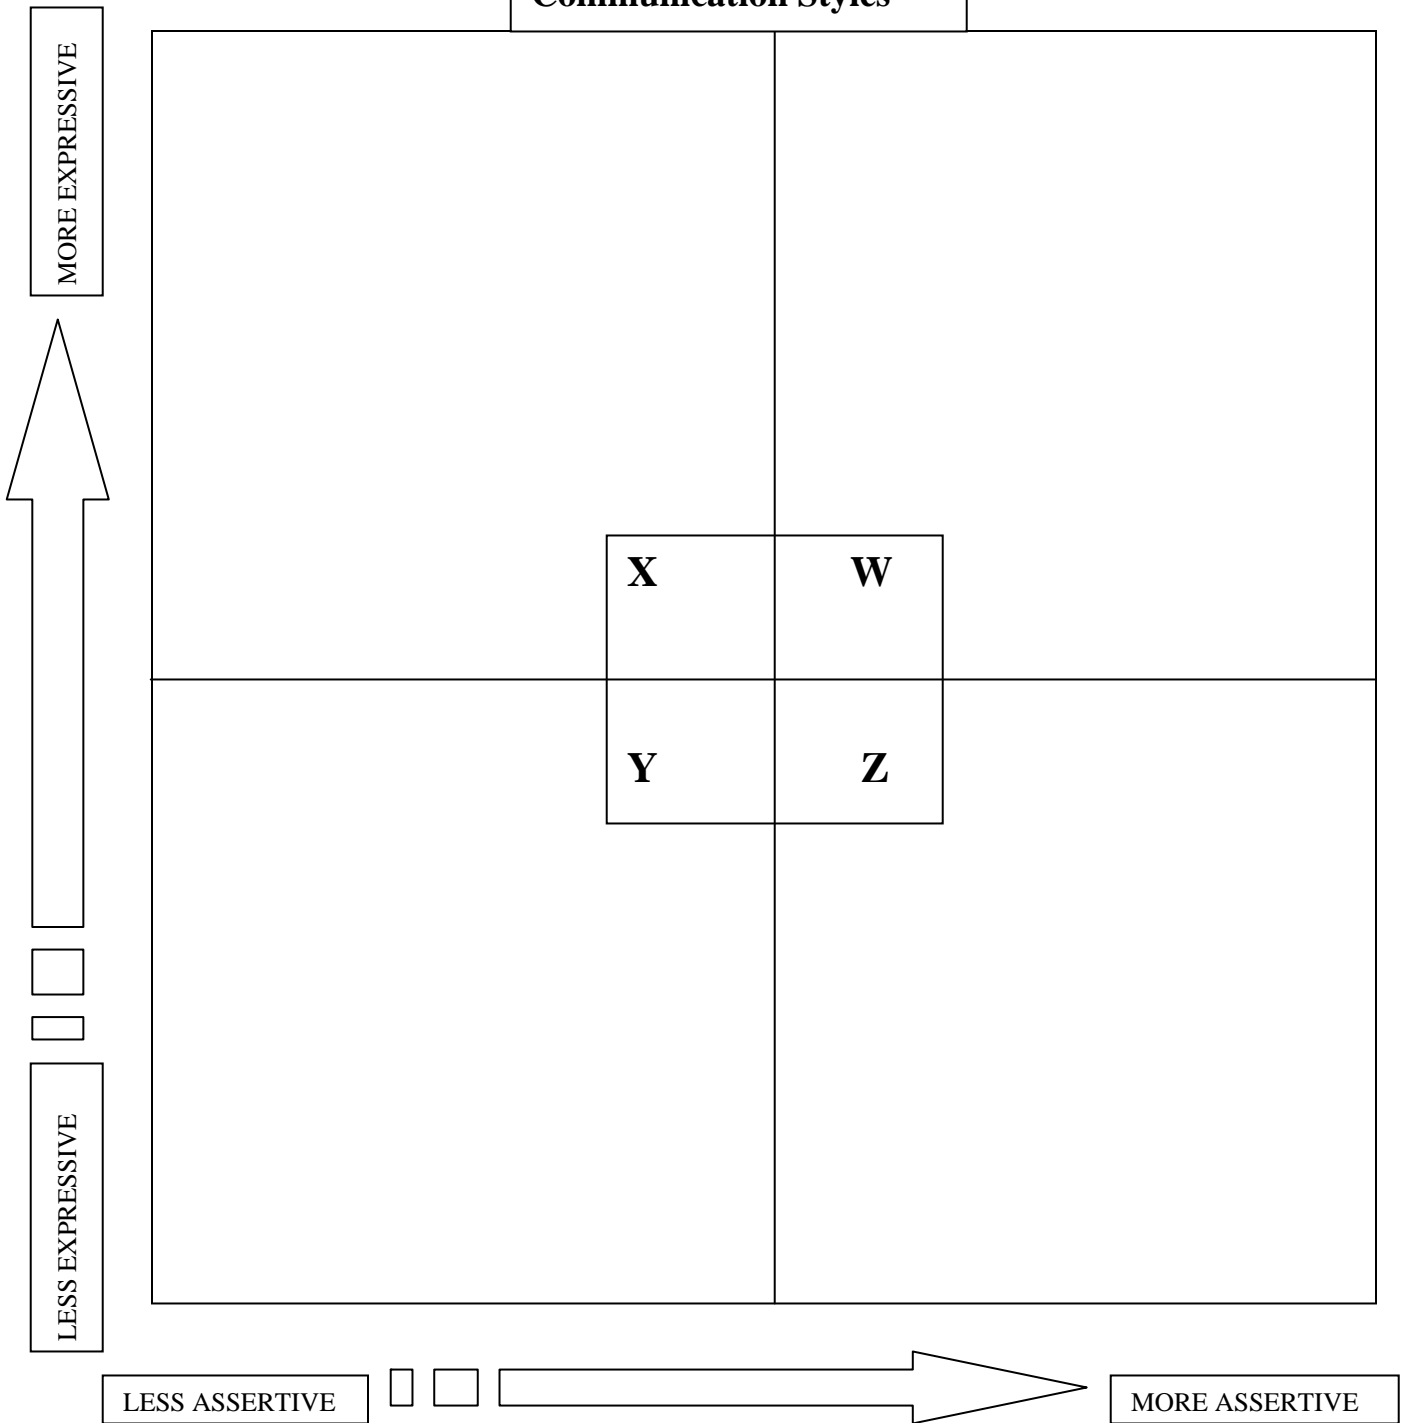 Communication Styles
MORE EXPRESSIVE
X W
Y Z
LESS EXPRESSIVE
LESS ASSERTIVE
MORE ASSERTIVE